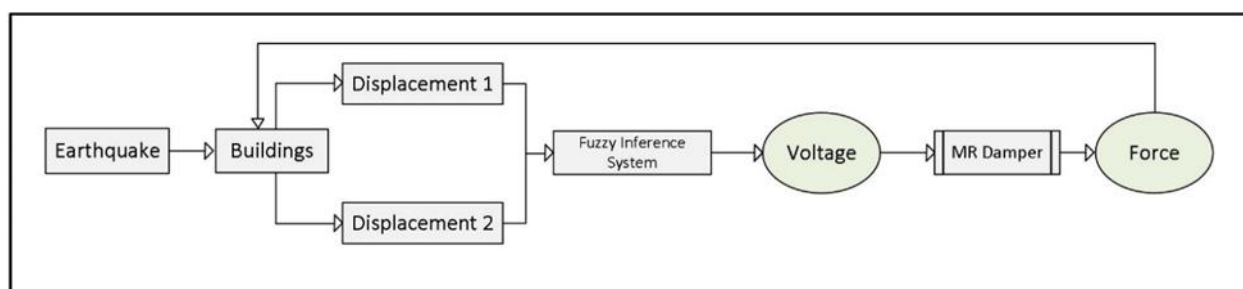 Earthquake
Buildings
Displacement 1
Displacement 2
Fuzzy Inference
System
Voltage
MR Damper
Force